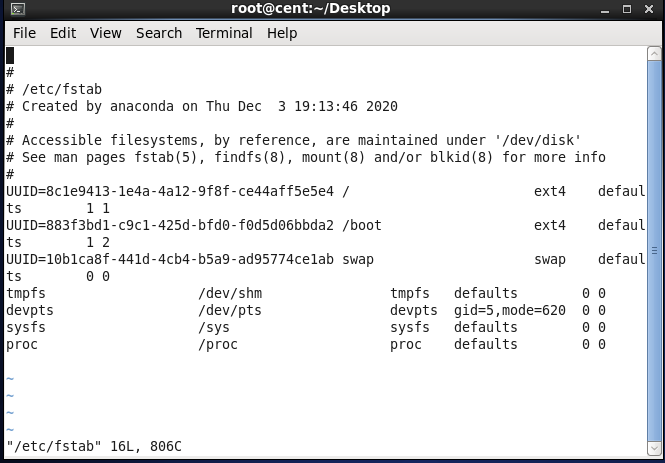 root@cent:~/Desktop
File Edit View Search Terminal Help
#
# /etc/fstab
# Created by anaconda on Thu Dec  3 19:13:46 2020
#
# Accessible filesystems, by reference, are maintained under '/dev/disk'
# See man pages fstab(5), findfs(8), mount(8) and/or blkid(8) for more info
#
UUID=8c1e9413-1e4a-4a12-9f8f-ce44aff5e5e4 /                       ext4    defaul
ts        1 1
UUID=883f3bd1-c9c1-425d-bfd0-f0d5d06bbda2 /boot                   ext4    defaul
ts        1 2
UUID=10b1ca8f-441d-4cb4-b5a9-ad95774ce1ab swap                    swap    defaul
ts        0 0
tmpfs                   /dev/shm                tmpfs   defaults        0 0
devpts                  /dev/pts                devpts  gid=5,mode=620  0 0
sysfs                   /sys                    sysfs   defaults        0 0
proc                    /proc                   proc    defaults        0 0
~
~
~
~
"/etc/fstab" 16L, 806C